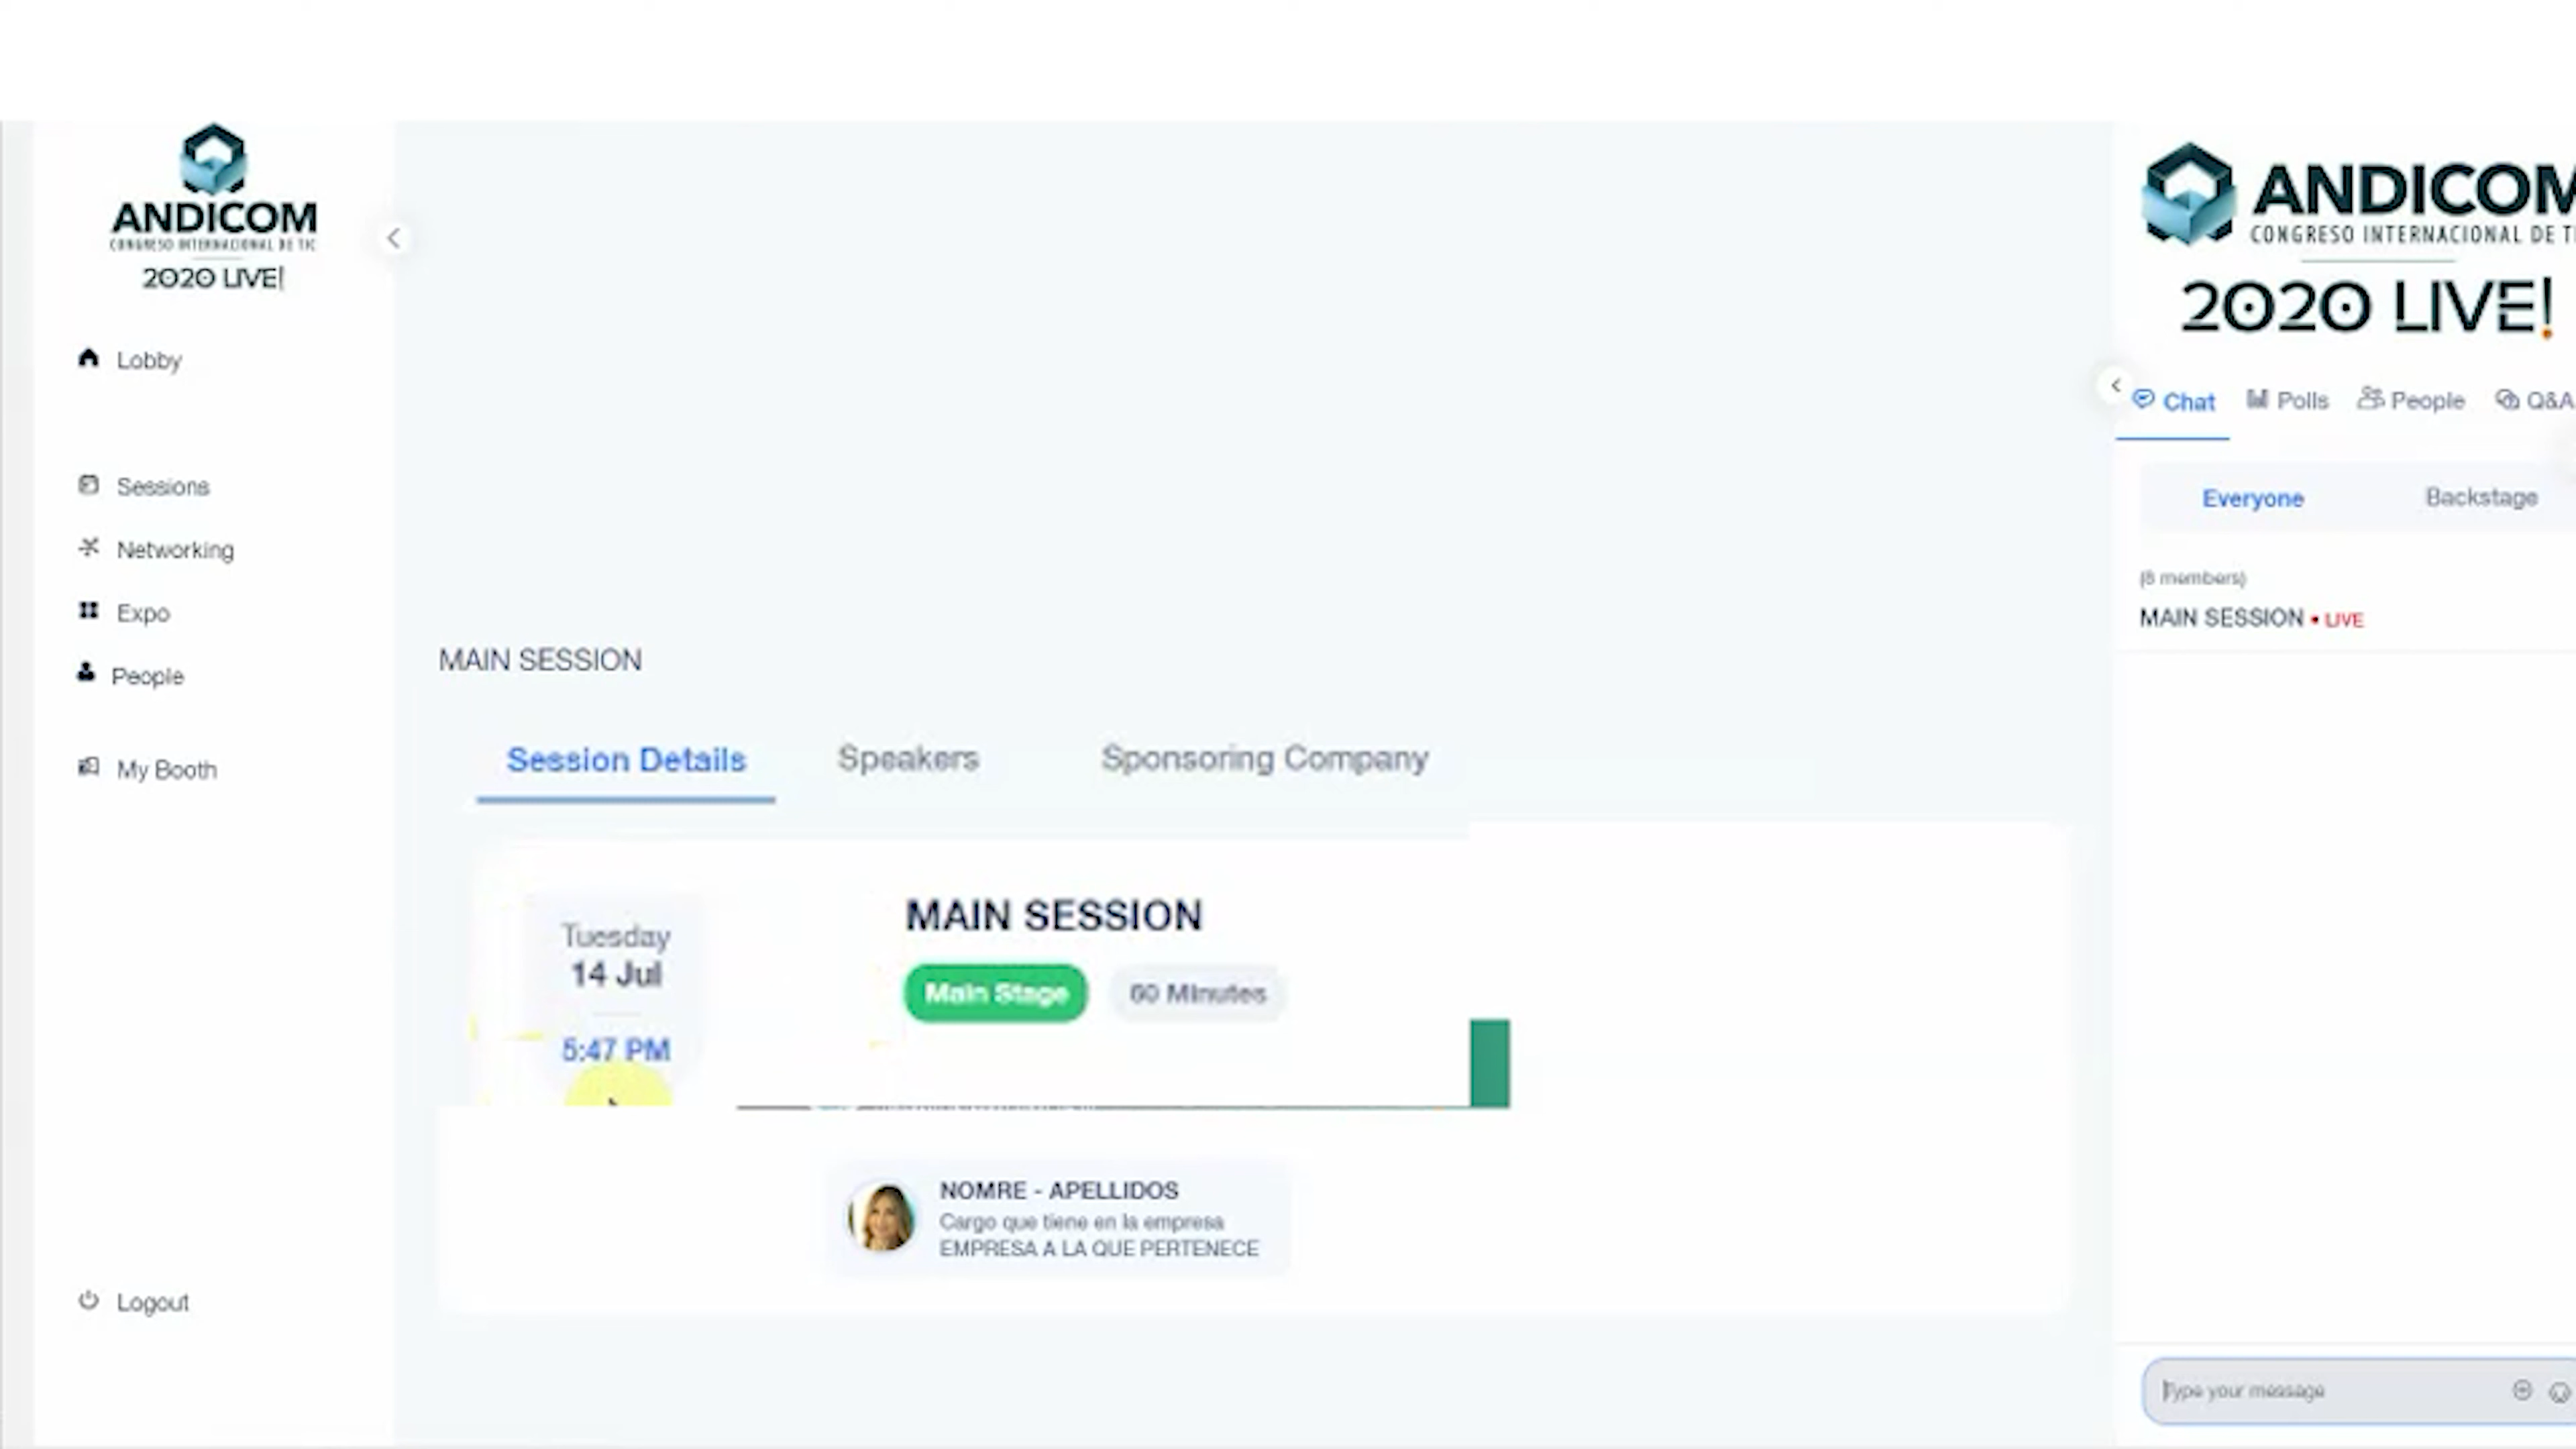 ANDICOM
CONGRESO INTERNACIONAL DE TIC
2020 LIVE!
Lobby
Sessions
Networking
Expo
People
My Booth
Logout
MAIN SESSION
Session Details
Speakers
Sponsoring Company
Tuesday
14 Jul
5:47 PM
MAIN SESSION
Main Stage
60 Minutes
NOMRE - APELLIDOS
Cargo que tiene en la empresa
EMPRESA A LA QUE PERTENECE
ANDICOM
CONGRESO INTERNACIONAL DE TI
2020 LIVE!
Chat
Polls
People
Q&A
Everyone
Backstage
(8 members)
MAIN SESSION • LIVE
Type your message